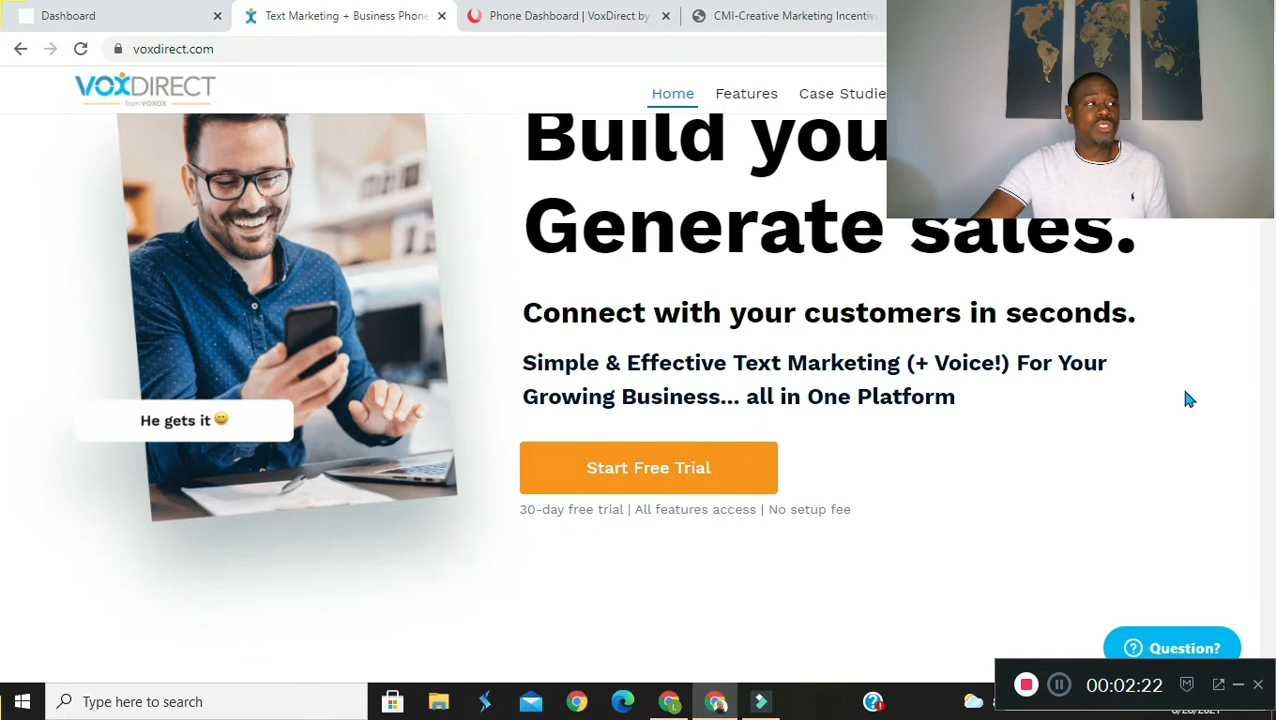 Dashboard
Text Marketing + Business Phone
Phone Dashboard | VoxDirect by
CMI-Creative Marketing Incentive
voxdirect.com
VOXDIRECT
from VOXOX
Home Features Case Studie
Build you
Generate sales.
Connect with your customers in seconds.
Simple & Effective Text Marketing (+ Voice!) For Your
Growing Business... all in One Platform
He gets it 😄
Start Free Trial
30-day free trial | All features access | No setup fee
Question?
00:02:22
Type here to search